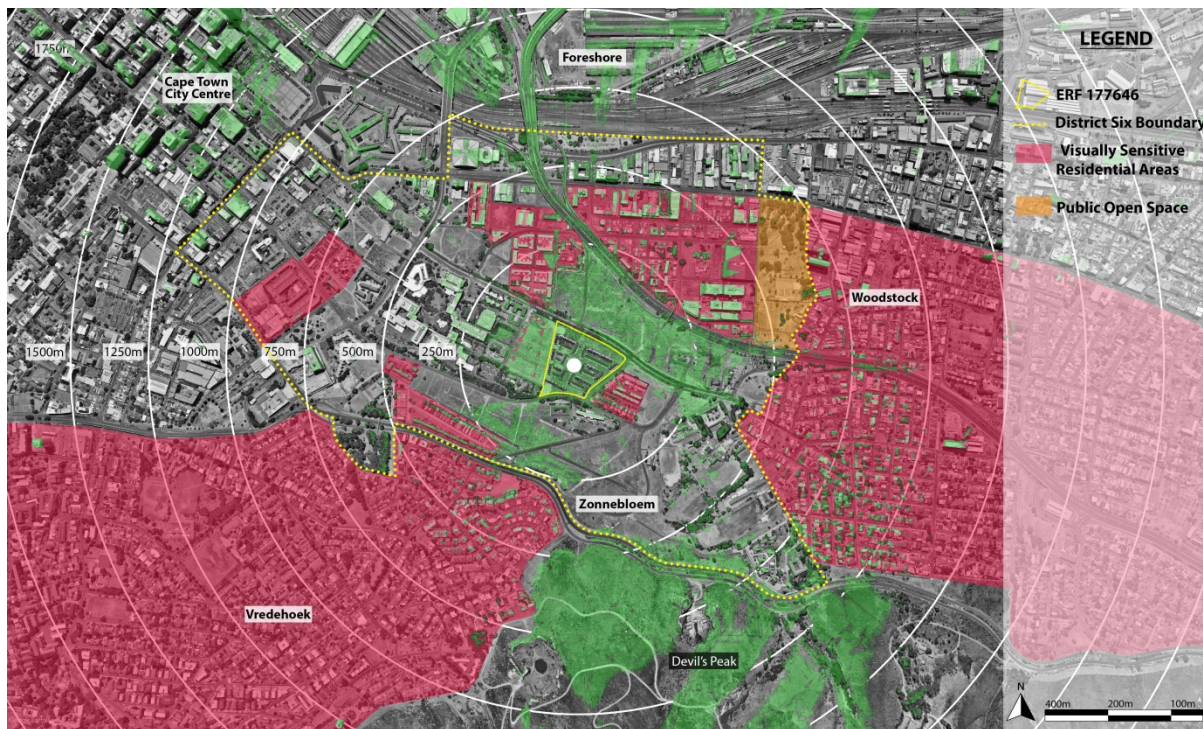 1750m
Cape Town
City Centre
Foreshore
LEGEND
ERF 177646
District Six Boundary
Visually Sensitive
Residential Areas
Public Open Space
Woodstock
1500m
1250m
1000m
750m
500m
250m
Zonnebloem
Vredehoek
Devil's Peak
N
400m
200m
100m